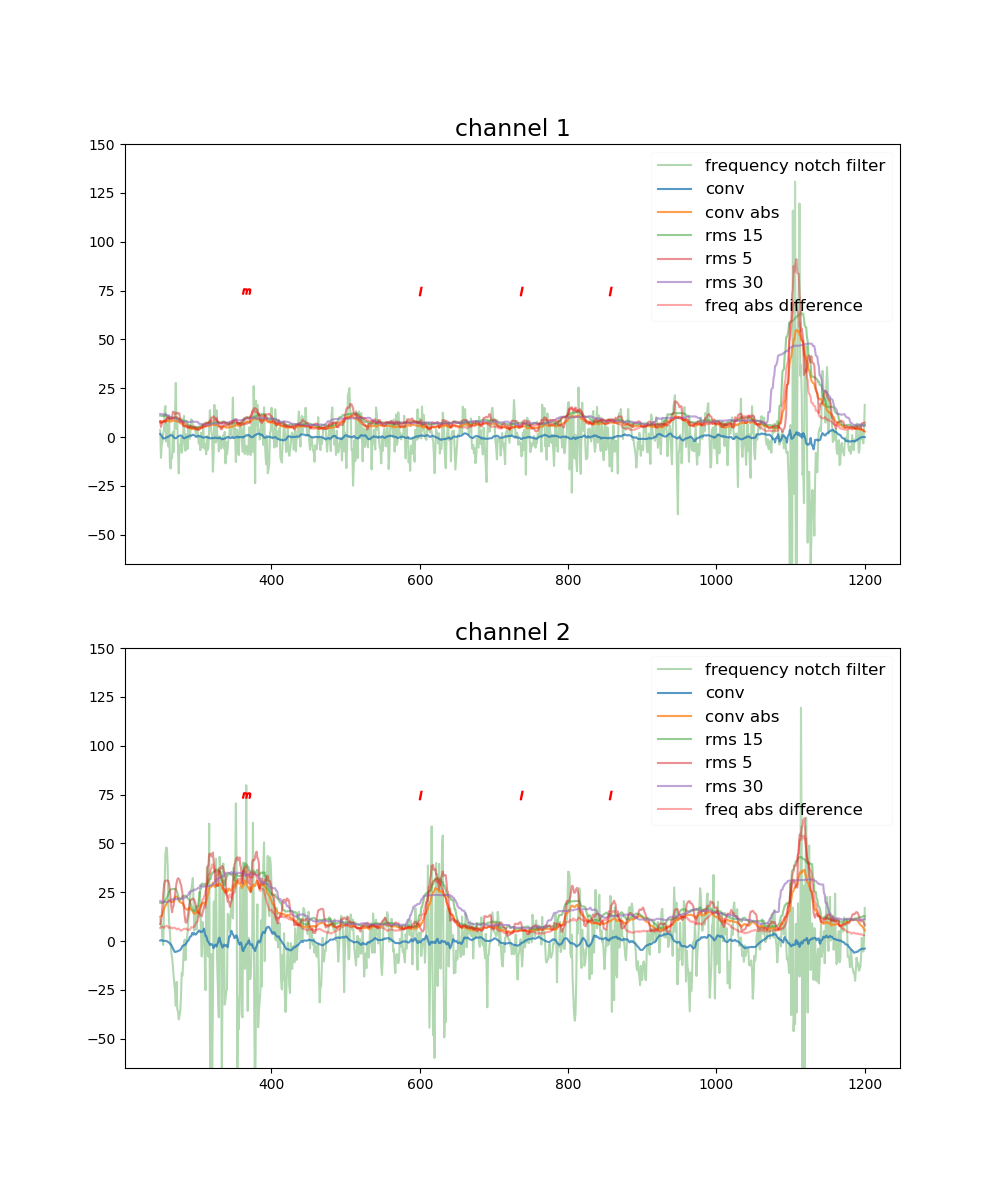 channel 1
150
125
100
75
50
25
0
−25
−50
frequency notch filter
conv
conv abs
rms 15
rms 5
rms 30
freq abs difference
m l l l
400 600 800 1000 1200
channel 2
150
125
100
75
50
25
0
−25
−50
frequency notch filter
conv
conv abs
rms 15
rms 5
rms 30
freq abs difference
m l l l
400 600 800 1000 1200